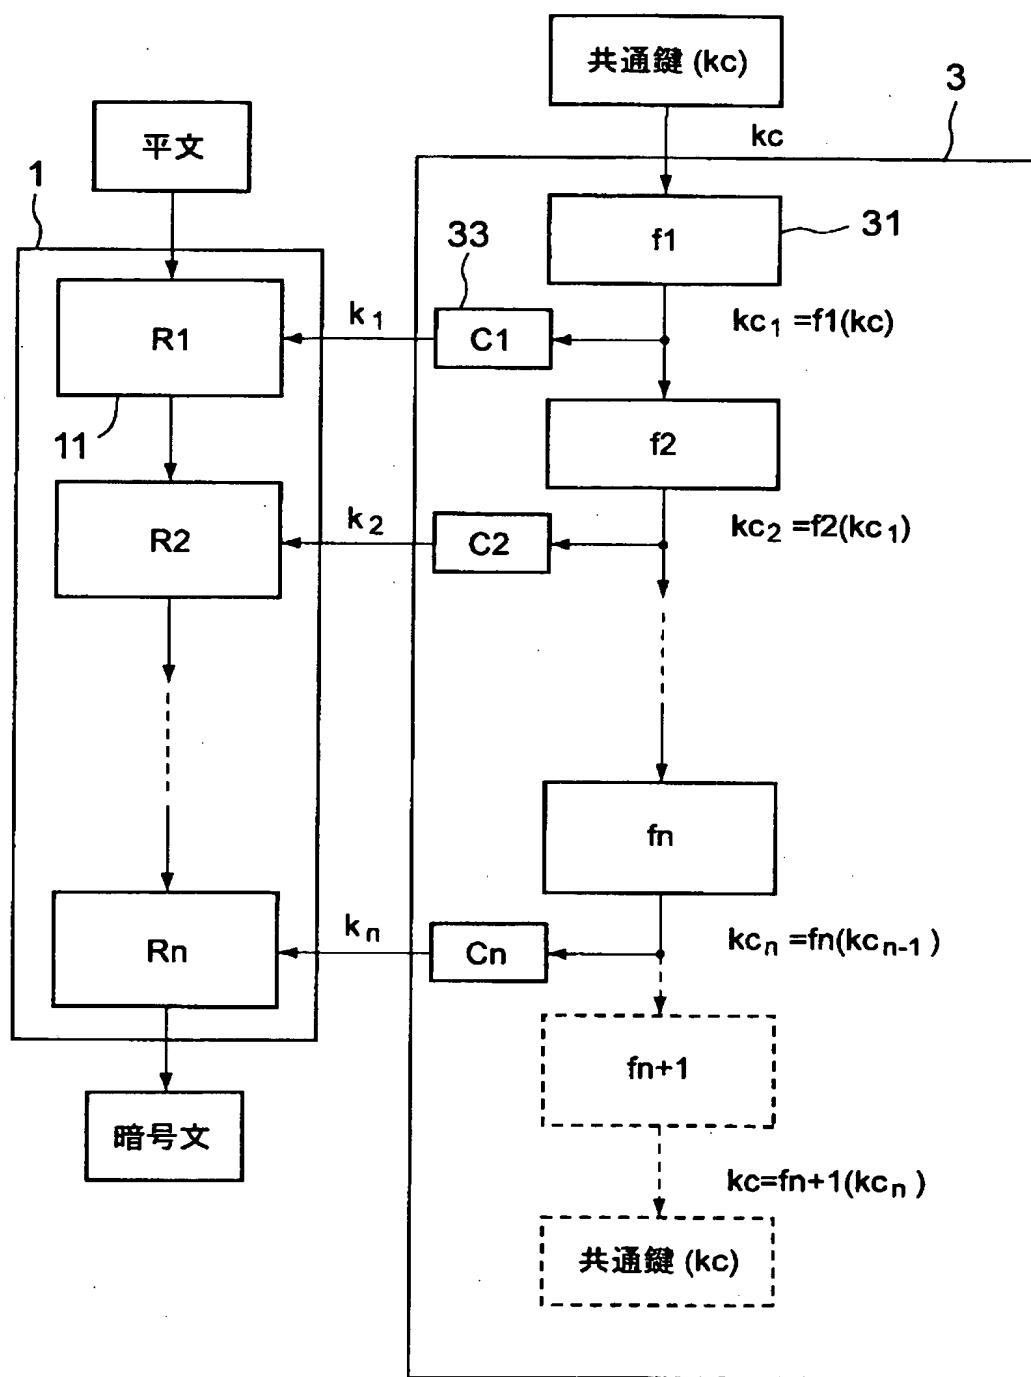 共通鍵 (kc)
3
kc
平文
1
f1
31
33
k1
C1
kc1 =f1(kc)
R1
11
f2
k2
C2
kc2 =f2(kc1)
R2
fn
kn
Cn
kcn =fn(kcn-1 )
Rn
fn+1
暗号文
kc=fn+1(kcn )
共通鍵 (kc)